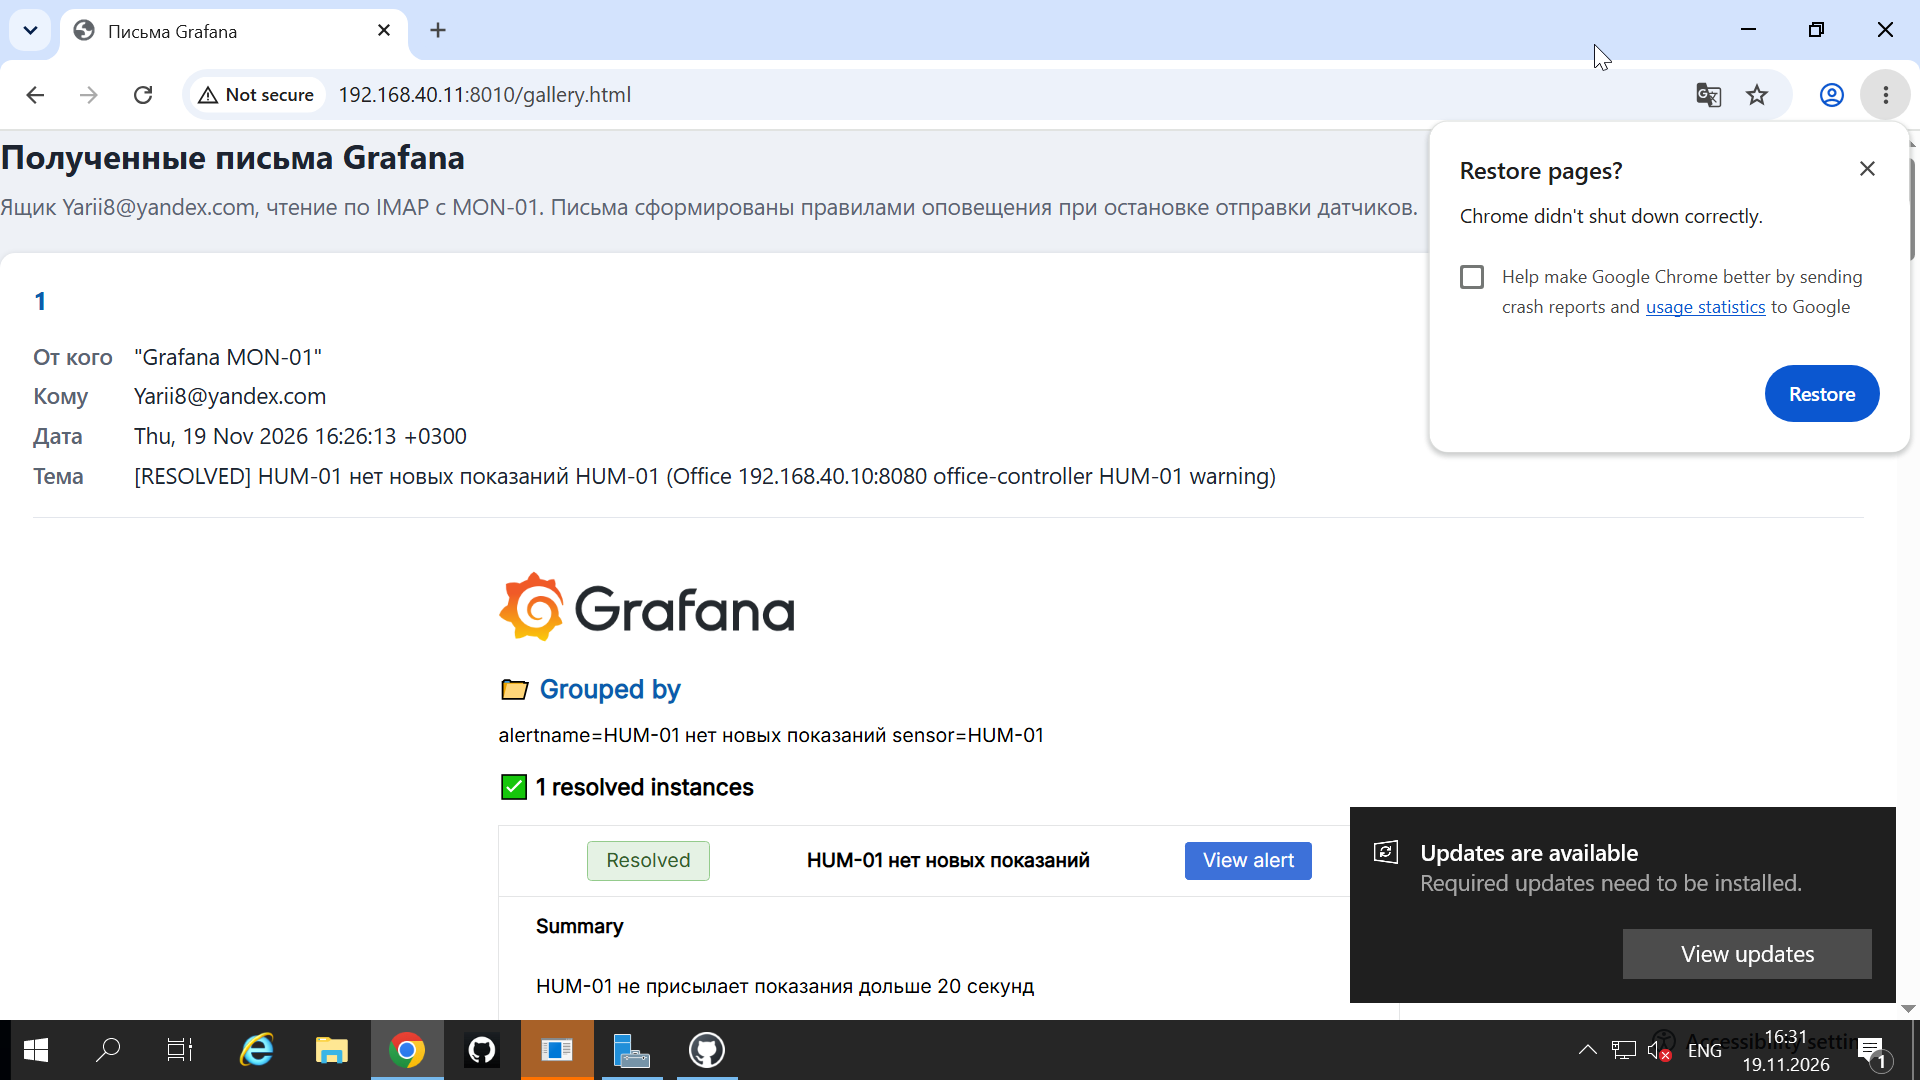 Письма Grafana
Not secure
192.168.40.11:8010/gallery.html
Полученные письма Grafana
Ящик Yarii8@yandex.com, чтение по IMAP с MON-01. Письма сформированы правилами оповещения при остановке отправки датчиков.
Restore pages?
Chrome didn't shut down correctly.
Help make Google Chrome better by sending
crash reports and usage statistics to Google
Restore
1
От кого "Grafana MON-01"
Кому Yarii8@yandex.com
Дата Thu, 19 Nov 2026 16:26:13 +0300
Тема [RESOLVED] HUM-01 нет новых показаний HUM-01 (Office 192.168.40.10:8080 office-controller HUM-01 warning)
Grafana
Grouped by
alertname=HUM-01 нет новых показаний sensor=HUM-01
1 resolved instances
Resolved HUM-01 нет новых показаний View alert
Summary
HUM-01 не присылает показания дольше 20 секунд
Updates are available
Required updates need to be installed.
View updates
Accessibility settin
ENG
16:31
19.11.2026
1